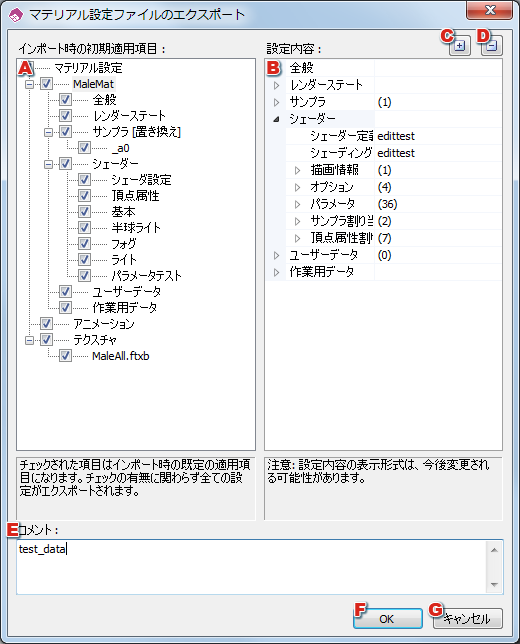 マテリアル設定ファイルのエクスポート
インポート時の初期適用項目：
設定内容：
C
D
A
マテリアル設定
MaleMat
全般
レンダーステート
サンプラ [置き換え]
_a0
シェーダー
シェーダ設定
頂点属性
基本
半球ライト
フォグ
ライト
パラメータテスト
ユーザーデータ
作業用データ
アニメーション
テクスチャ
MaleAll.ftxb
B
全般
レンダーステート
サンプラ (1)
シェーダー
シェーダー定義 edittest
シェーディング edittest
描画情報 (1)
オプション (4)
パラメータ (36)
サンプラ割り当 (2)
頂点属性割 (7)
ユーザーデータ (0)
作業用データ
チェックされた項目はインポート時の既定の適用項
目になります。チェックの有無に関わらず全ての設
定がエクスポートされます。
注意: 設定内容の表示形式は、今後変更され
る可能性があります。
E
コメント：
test_data
F
OK
G
キャンセル